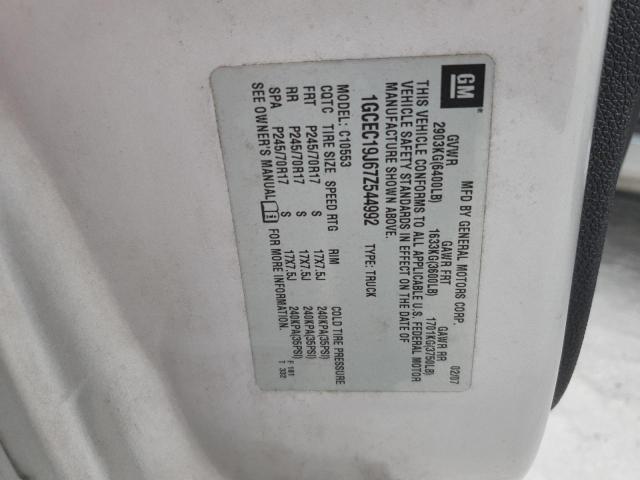 GM
MFD BY GENERAL MOTORS CORP. 02/07
GVWR GAWR FRT GAWR RR
2903KG(6400LB) 1633KG(3600LB) 1701KG(3750LB)
THIS VEHICLE CONFORMS TO ALL APPLICABLE U.S. FEDERAL MOTOR
VEHICLE SAFETY STANDARDS IN EFFECT ON THE DATE OF
MANUFACTURE SHOWN ABOVE.
1GCEC19J67Z544992 TYPE: TRUCK
MODEL: C10553
CQTC TIRE SIZE SPEED RTG RIM COLD TIRE PRESSURE
FRT P245/70R17 S 17X7.5J 240KPA(35PSI)
RR P245/70R17 S 17X7.5J 240KPA(35PSI)
SPA P245/70R17 S 17X7.5J 240KPA(35PSI)
SEE OWNER'S MANUAL FOR MORE INFORMATION.
F 181
T 332